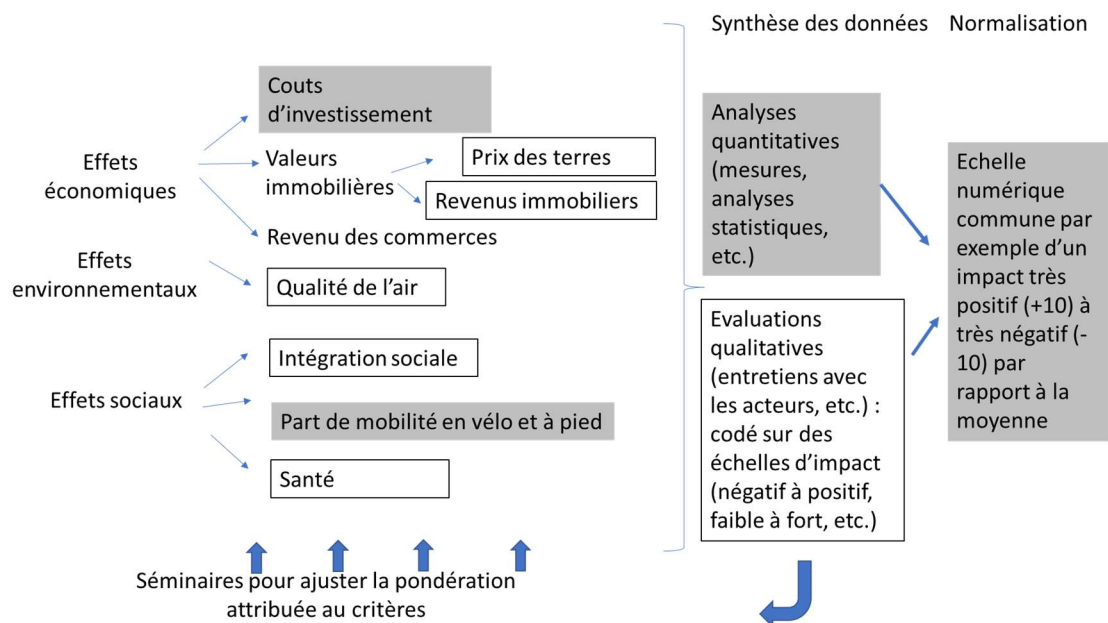 Synthèse des données
Normalisation
Couts
d’investissement
Effets
économiques
Valeurs
immobilières
Prix des terres
Revenus immobiliers
Revenu des commerces
Effets
environnementaux
Qualité de l’air
Effets sociaux
Intégration sociale
Part de mobilité en vélo et à pied
Santé
Séminaires pour ajuster la pondération
attribuée au critères
Analyses
quantitatives
(mesures,
analyses
statistiques,
etc.)
Evaluations
qualitatives
(entretiens avec
les acteurs, etc.) :
codé sur des
échelles d’impact
(négatif à positif,
faible à fort, etc.)
Echelle
numérique
commune par
exemple d’un
impact très
positif (+10) à
très négatif (-
10) par
rapport à la
moyenne